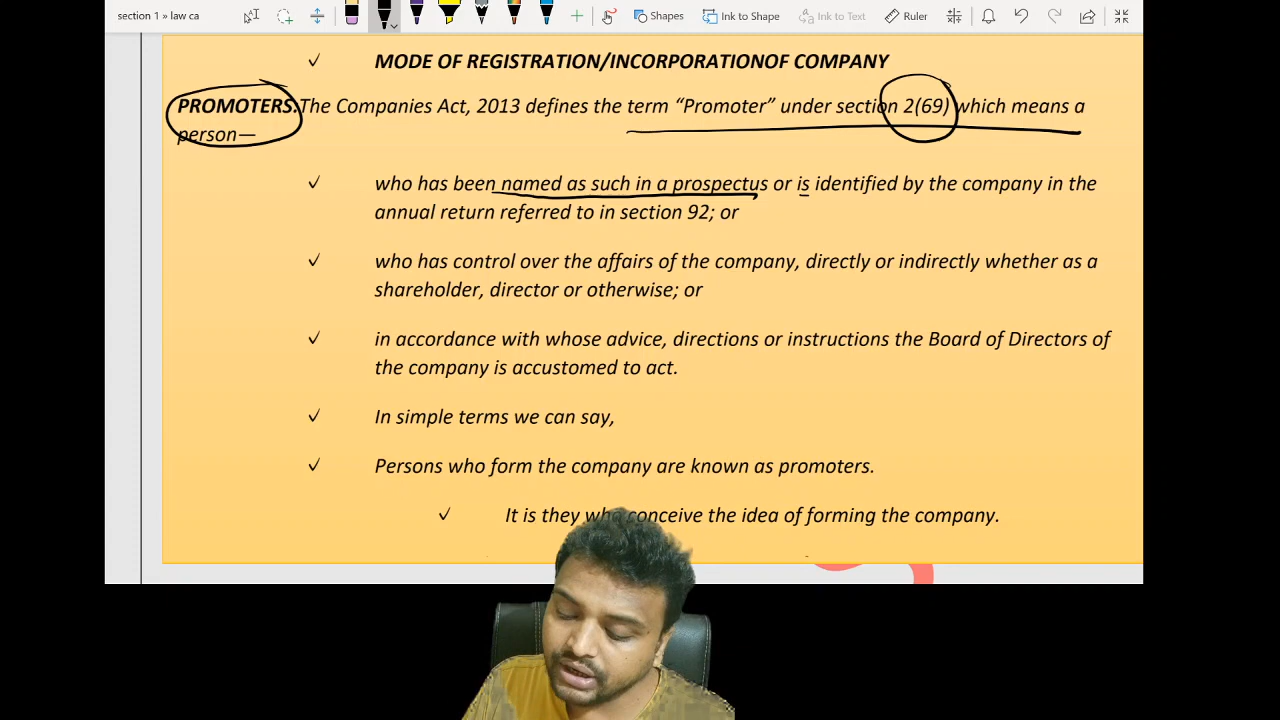 section 1 » law ca
Shapes
Ink to Shape
Ink to Text
Ruler
✓ MODE OF REGISTRATION/INCORPORATIONOF COMPANY
PROMOTERS:The Companies Act, 2013 defines the term “Promoter” under section 2(69) which means a
person—
✓ who has been named as such in a prospectus or is identified by the company in the
annual return referred to in section 92; or
✓ who has control over the affairs of the company, directly or indirectly whether as a
shareholder, director or otherwise; or
✓ in accordance with whose advice, directions or instructions the Board of Directors of
the company is accustomed to act.
✓ In simple terms we can say,
✓ Persons who form the company are known as promoters.
✓ It is they who conceive the idea of forming the company.